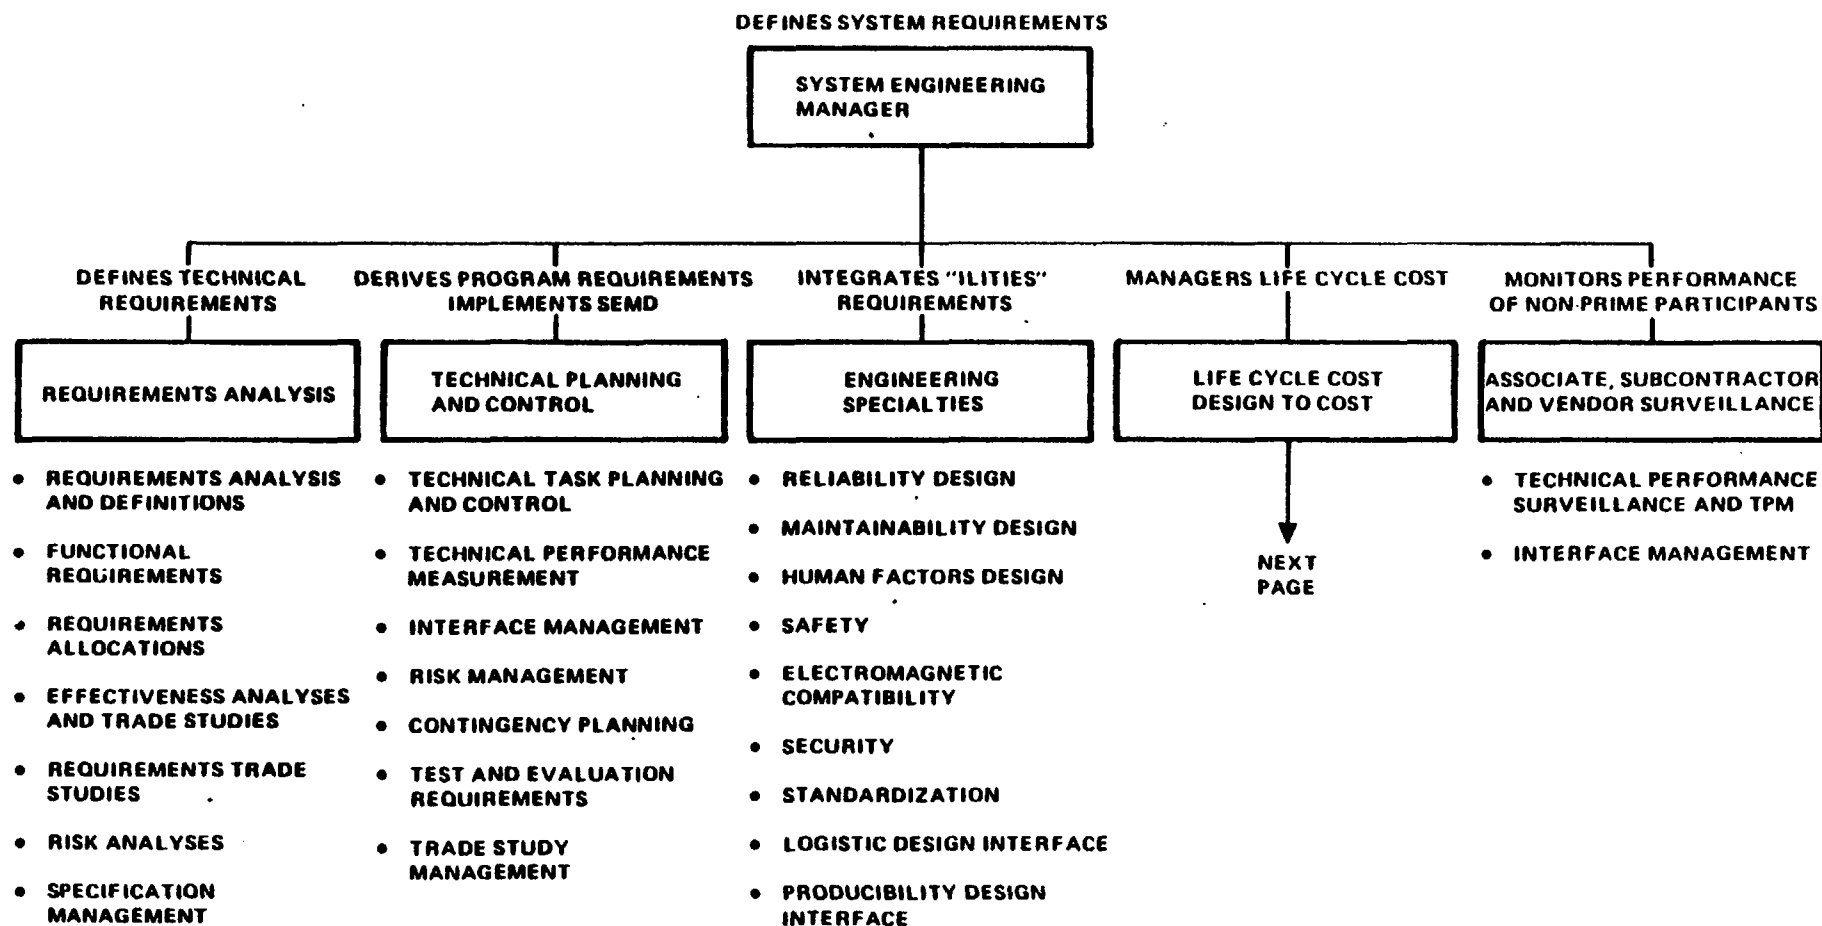 DEFINES SYSTEM REQUIREMENTS
SYSTEM ENGINEERING
MANAGER
DEFINES TECHNICAL
REQUIREMENTS
DERIVES PROGRAM REQUIREMENTS
IMPLEMENTS SEMD
INTEGRATES "ILITIES"
REQUIREMENTS
MANAGERS LIFE CYCLE COST
MONITORS PERFORMANCE
OF NON-PRIME PARTICIPANTS
REQUIREMENTS ANALYSIS
TECHNICAL PLANNING
AND CONTROL
ENGINEERING
SPECIALTIES
LIFE CYCLE COST
DESIGN TO COST
ASSOCIATE, SUBCONTRACTOR
AND VENDOR SURVEILLANCE
• REQUIREMENTS ANALYSIS
AND DEFINITIONS
• FUNCTIONAL
REQUIREMENTS
• REQUIREMENTS
ALLOCATIONS
• EFFECTIVENESS ANALYSES
AND TRADE STUDIES
• REQUIREMENTS TRADE
STUDIES
• RISK ANALYSES
• SPECIFICATION
MANAGEMENT
• TECHNICAL TASK PLANNING
AND CONTROL
• TECHNICAL PERFORMANCE
MEASUREMENT
• INTERFACE MANAGEMENT
• RISK MANAGEMENT
• CONTINGENCY PLANNING
• TEST AND EVALUATION
REQUIREMENTS
• TRADE STUDY
MANAGEMENT
• RELIABILITY DESIGN
• MAINTAINABILITY DESIGN
• HUMAN FACTORS DESIGN
• SAFETY
• ELECTROMAGNETIC
COMPATIBILITY
• SECURITY
• STANDARDIZATION
• LOGISTIC DESIGN INTERFACE
• PRODUCIBILITY DESIGN
INTERFACE
NEXT
PAGE
• TECHNICAL PERFORMANCE
SURVEILLANCE AND TPM
• INTERFACE MANAGEMENT